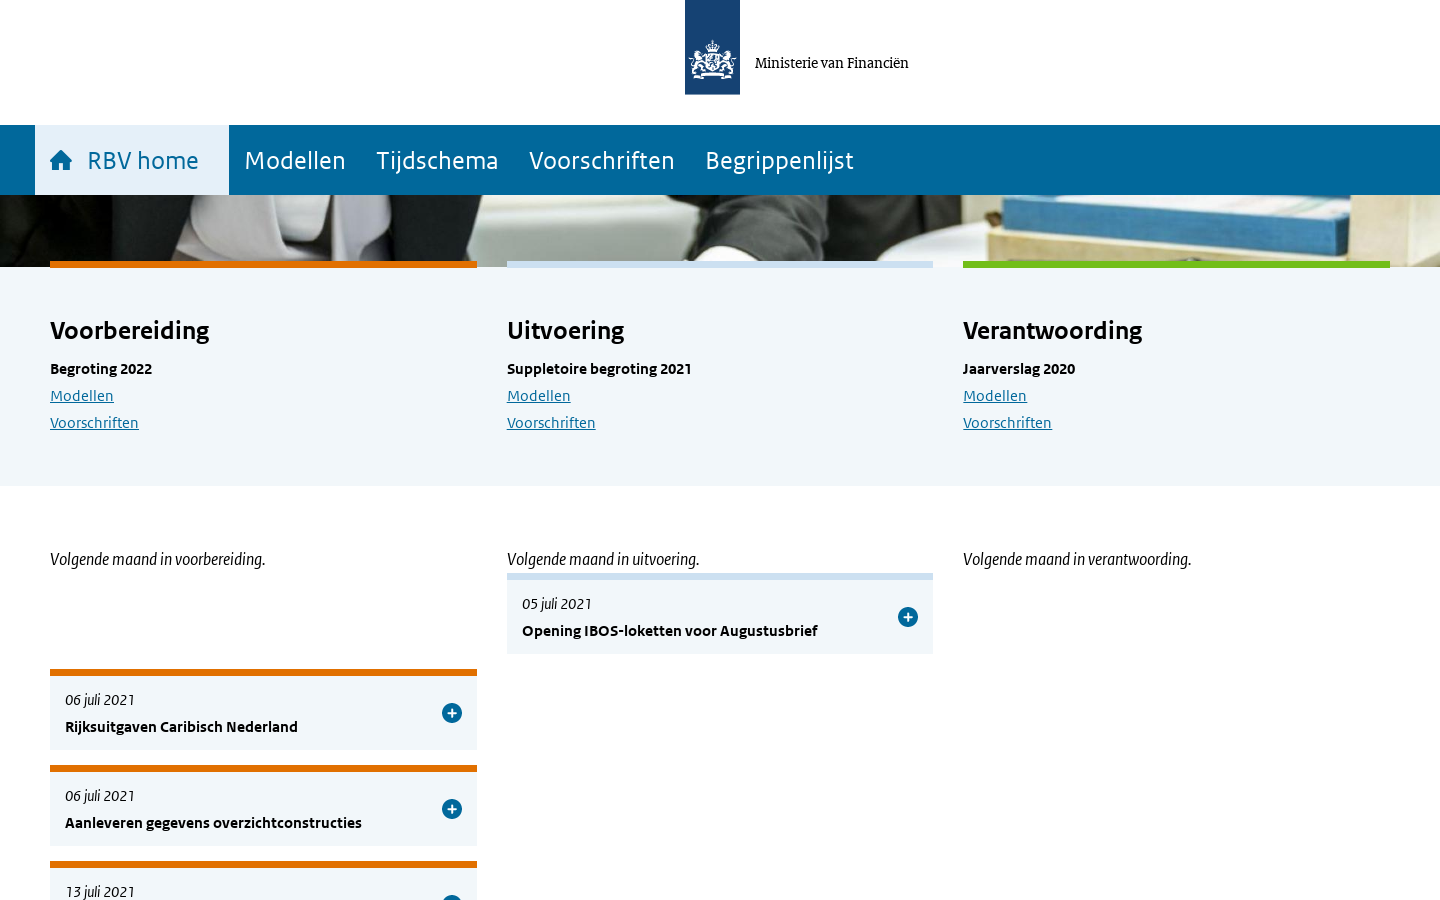 Ministerie van Financiën
RBV home Modellen Tijdschema Voorschriften Begrippenlijst
Voorbereiding
Begroting 2022
Modellen
Voorschriften
Uitvoering
Suppletoire begroting 2021
Modellen
Voorschriften
Verantwoording
Jaarverslag 2020
Modellen
Voorschriften
Volgende maand in voorbereiding.
Volgende maand in uitvoering.
Volgende maand in verantwoording.
05 juli 2021
Opening IBOS-loketten voor Augustusbrief
06 juli 2021
Rijksuitgaven Caribisch Nederland
06 juli 2021
Aanleveren gegevens overzichtconstructies
13 juli 2021